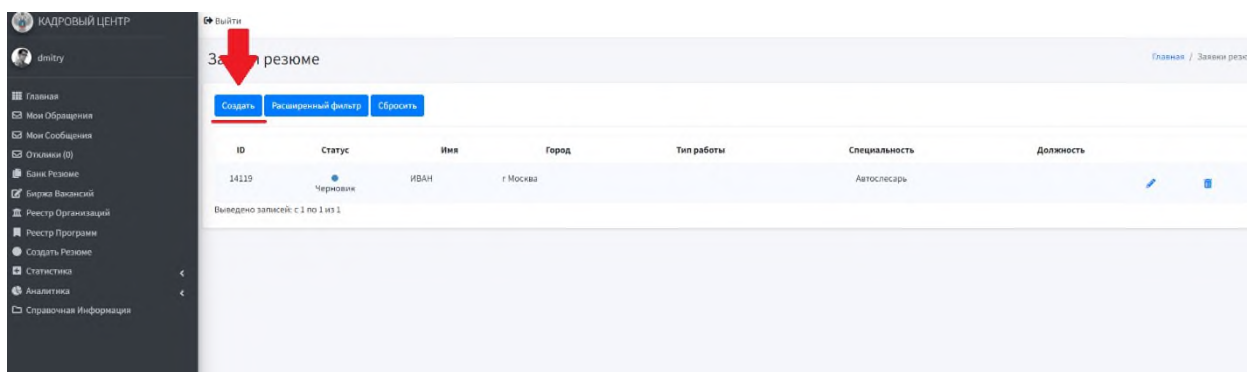 КАДРОВЫЙ ЦЕНТР
Выйти
dmitry
резюме
Главная / Заявки резю
Главная
Мои Обращения
Мои Сообщения
Отклики (0)
Банк Резюме
Биржа Вакансий
Реестр Организаций
Реестр Программ
Создать Резюме
Статистика
Аналитика
Справочная Информация
Создать Расширенный фильтр Сбросить
ID Статус Имя Город Тип работы Специальность Должность
14119 Черновик ИВАН г Москва Автослесарь
Выведено записей: с 1 по 1 из 1